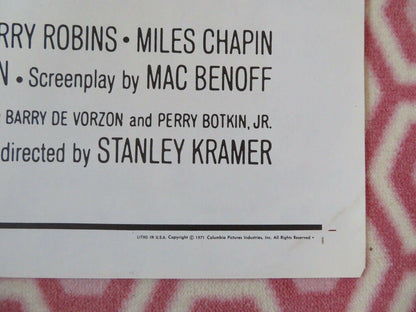 RRY ROBINS • MILES CHAPIN
N • Screenplay by MAC BENOFF
BARRY DE VORZON and PERRY BOTKIN, JR.
directed by STANLEY KRAMER
LITHO IN U.S.A. Copyright © 1971 Columbia Pictures Industries, Inc. All Rights Reserved •